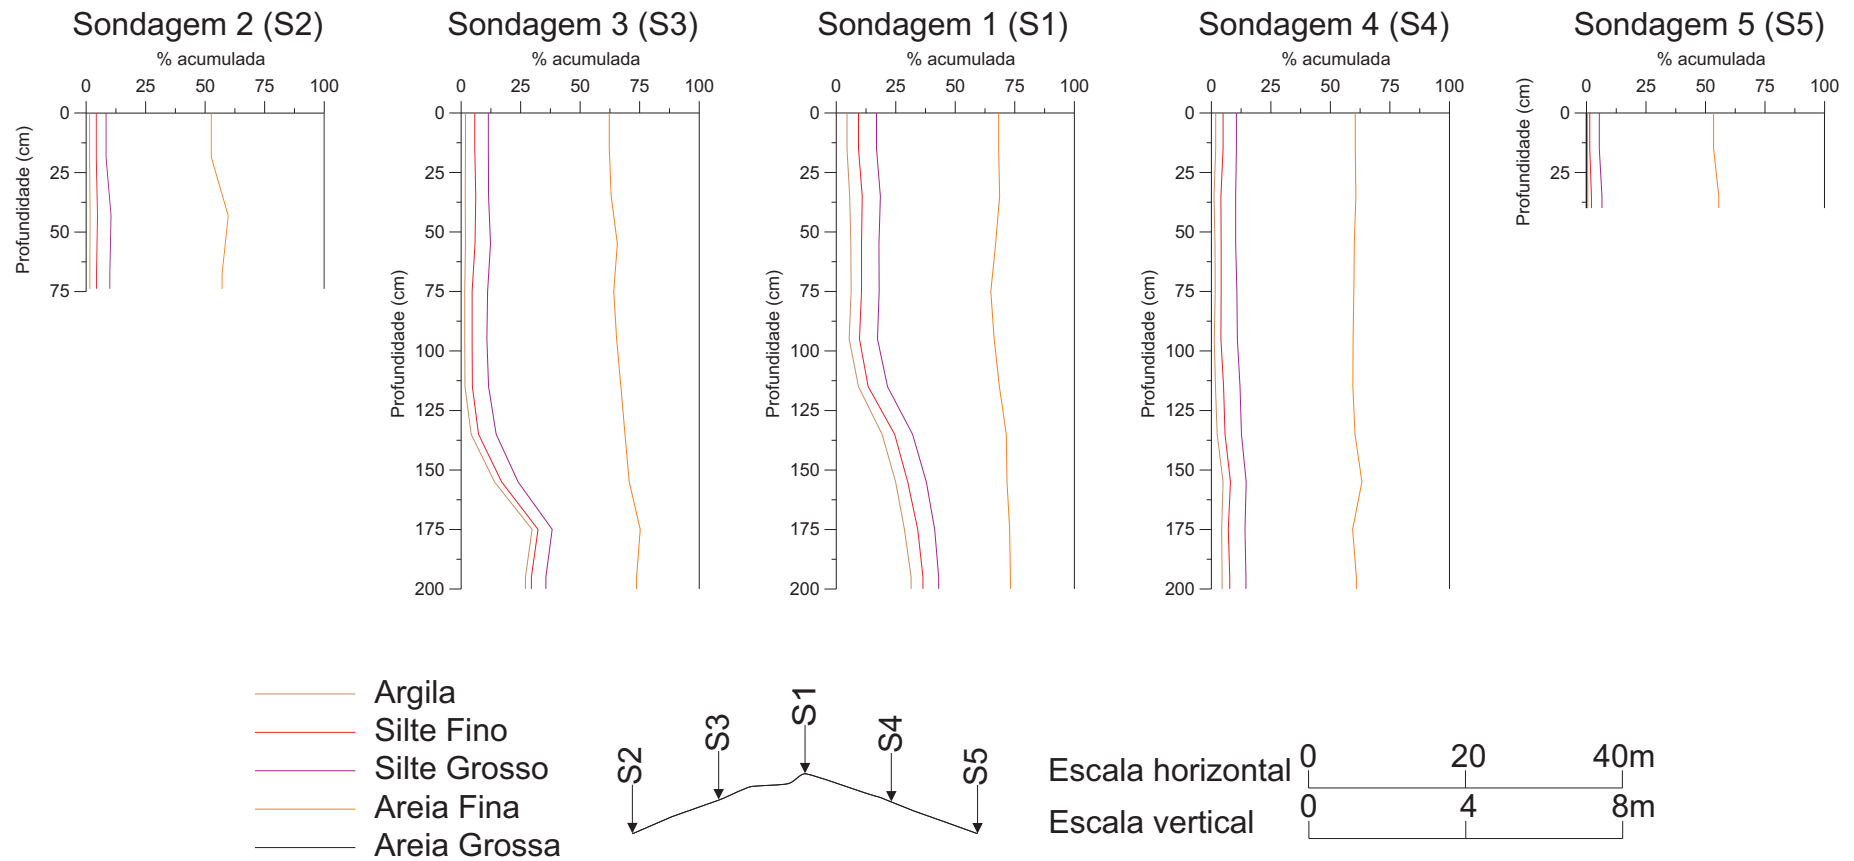 Sondagem 2 (S2)
% acumulada
0 25 50 75 100
Profundidade (cm)
0
25
50
75
Sondagem 3 (S3)
% acumulada
0 25 50 75 100
Profundidade (cm)
0
25
50
75
100
125
150
175
200
Sondagem 1 (S1)
% acumulada
0 25 50 75 100
Profundidade (cm)
0
25
50
75
100
125
150
175
200
Sondagem 4 (S4)
% acumulada
0 25 50 75 100
Profundidade (cm)
0
25
50
75
100
125
150
175
200
Sondagem 5 (S5)
% acumulada
0 25 50 75 100
Profundidade (cm)
0
25
Argila
Silte Fino
Silte Grosso
Areia Fina
Areia Grossa
S2
S3
S1
S4
S5
Escala horizontal 0 20 40m
Escala vertical 0 4 8m